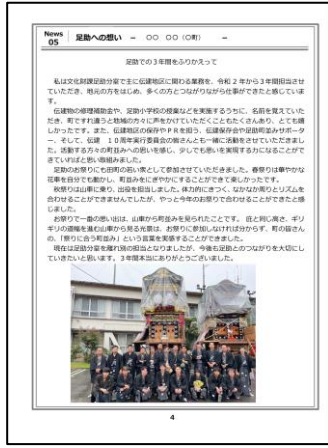 News
05
足助への想い － ○○ ○○（○町） －
足助での３年間をふりかえって
私は文化財課足助分室で主に伝建地区に関わる業務を、令和２年から３年間担当させ
ていただき、地元の方をはじめ、多くの方とつながりながら仕事ができたと感じていま
す。
伝建物の修理補助金や、足助小学校の授業などを実施するうちに、名前を覚えていた
だき、町ですれ違うと地域の方々に声をかけていただくこともたくさんあり、とても嬉
しかったです。また、伝建地区の保存やＰＲを担う、伝建保存会や足助町並みサポータ
ー、そして、伝建１０周年実行委員会の皆さんとも一緒に活動をさせていただきまし
た。活動する方々の町並みへの思いを感じ、少しでも思いを実現する力になることがで
きていればと思い取組みました。
足助のお祭りにも田町の若い衆として参加させていただきました。春祭りは華やかな
花車を自分でも動かし、町並みをにぎやかにすることができて楽しかったです。
秋祭りは山車に乗り、出役を担当しました。体力的にきつく、なかなか周りとリズムを
合わせることができませんでしたが、やっと今年のお祭りで合わせることができたと感
じました。
お祭りで一番の思い出は、山車から町並みを見られたことです。庇と同じ高さ、ギリ
ギリの道幅を進む山車から見る光景は、お祭りに参加しなければ分からず、町の皆さん
の、「祭りに合う町並み」という言葉を実感することができました。
現在は足助分室を離れ別の担当となりましたが、今後も足助とのつながりを大切にし
ていきたいと思います。３年間本当にありがとうございました。
4